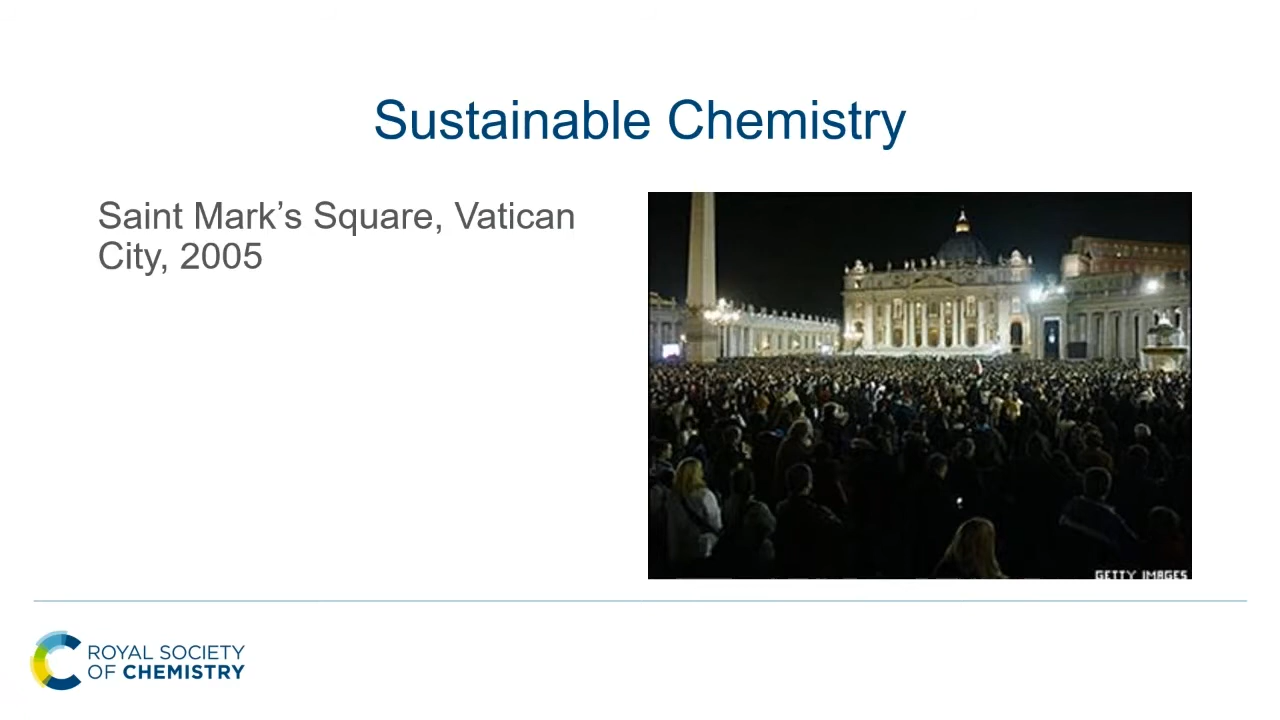 Sustainable Chemistry
Saint Mark’s Square, Vatican
City, 2005
GETTY IMAGES
ROYAL SOCIETY
OF CHEMISTRY